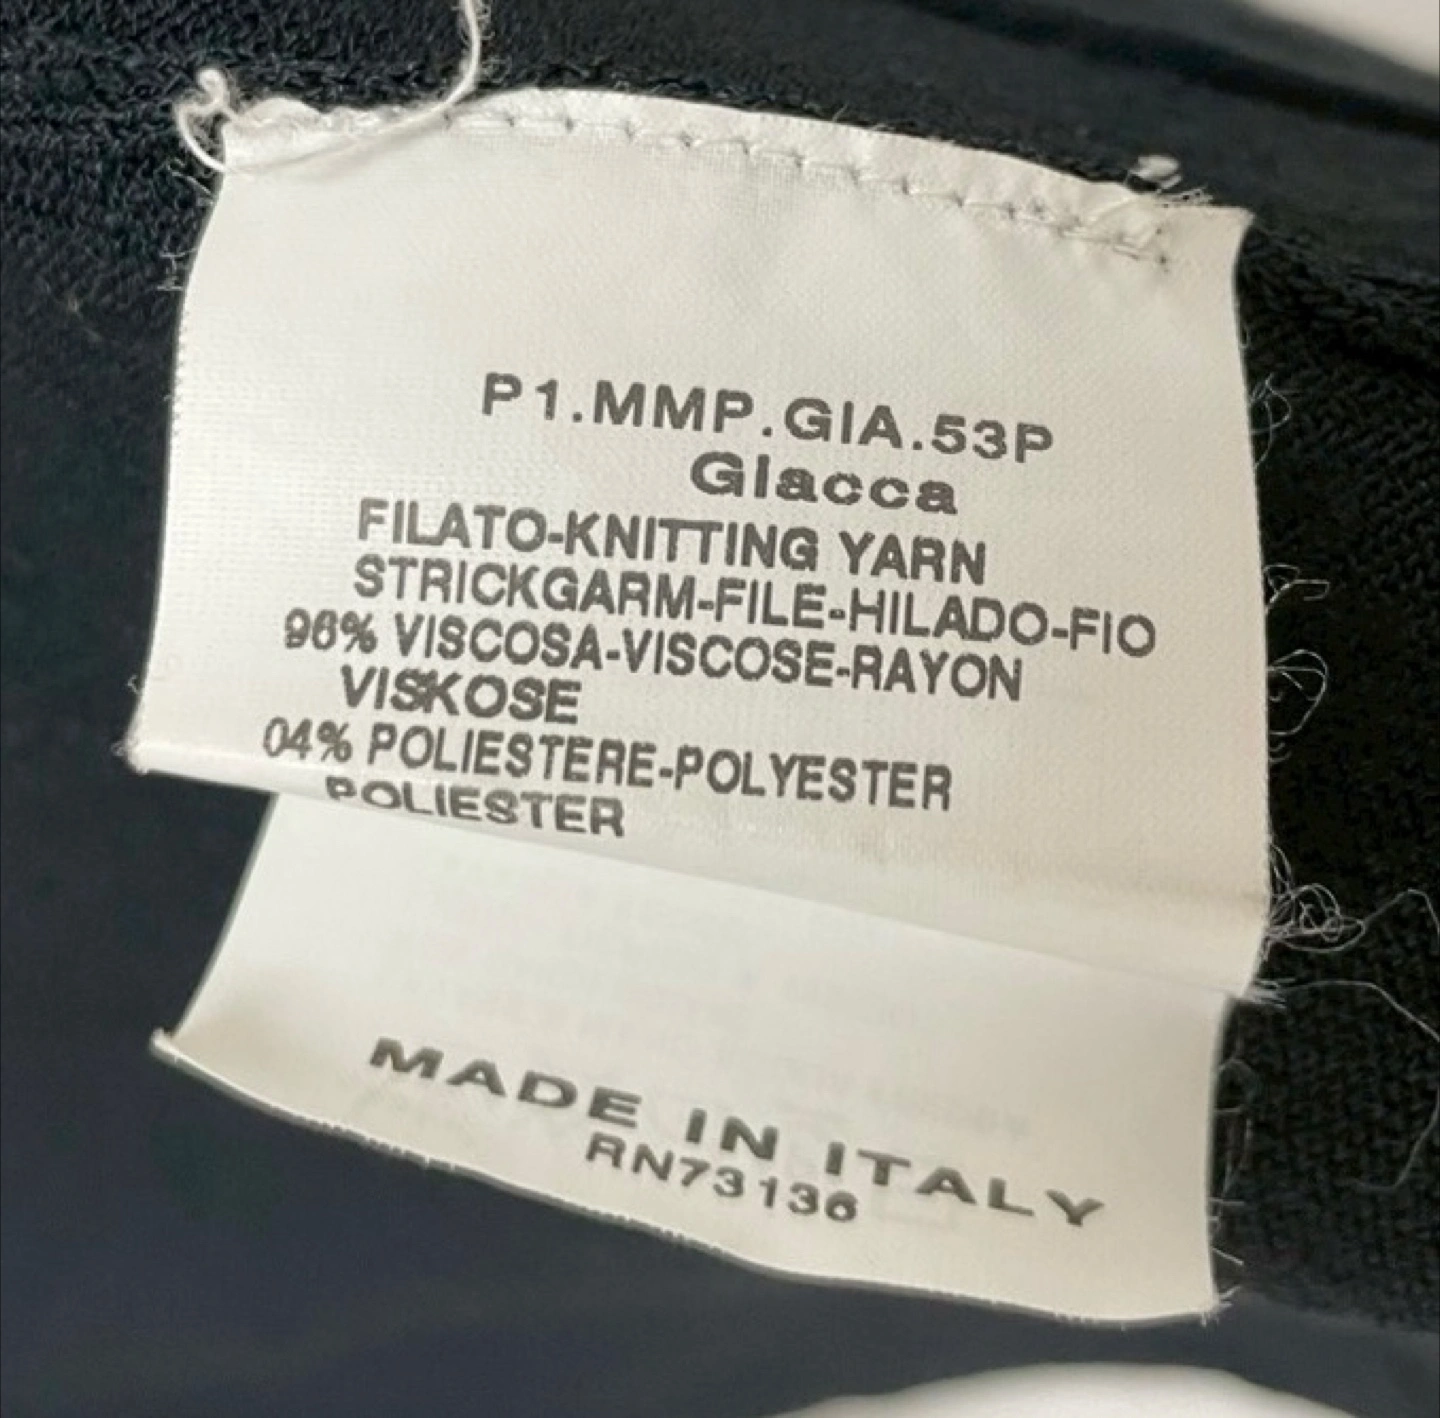 P1.MMP.GIA.53P
Giacca
FILATO-KNITTING YARN
STRICKGARM-FILE-HILADO-FIO
96% VISCOSA-VISCOSE-RAYON
VISKOSE
04% POLIESTERE-POLYESTER
POLIESTER
MADE IN ITALY
RN73136